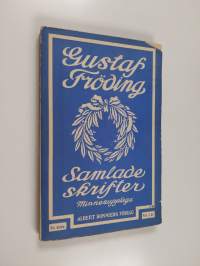 Gustaf
Fröding
Samlade
skrifter
Minnesupplaga
ALBERT BONNIERS FÖRLAG